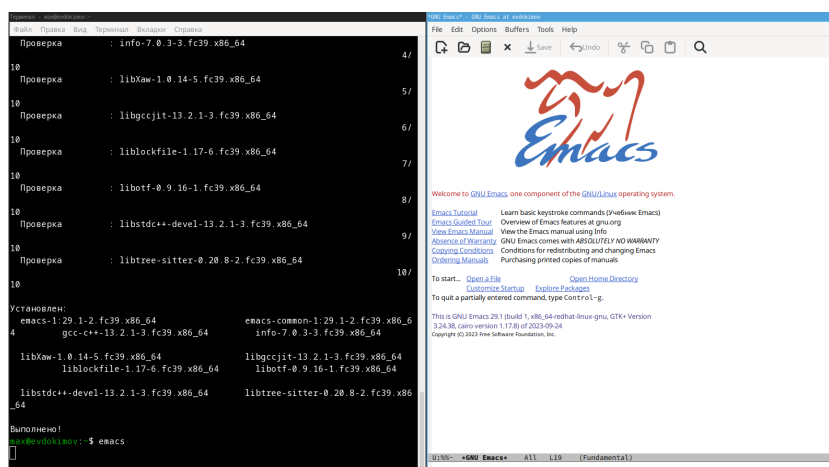 Терминал - max@evdokimov:~
Файл Правка Вид Терминал Вкладки Справка
Проверка : info-7.0.3-3.fc39.x86_64
4/
10
Проверка : libXaw-1.0.14-5.fc39.x86_64
5/
10
Проверка : libgccjit-13.2.1-3.fc39.x86_64
6/
10
Проверка : liblockfile-1.17-6.fc39.x86_64
7/
10
Проверка : libotf-0.9.16-1.fc39.x86_64
8/
10
Проверка : libstdc++-devel-13.2.1-3.fc39.x86_64
9/
10
Проверка : libtree-sitter-0.20.8-2.fc39.x86_64
10/
10
Установлен:
emacs-1:29.1-2.fc39.x86_64 emacs-common-1:29.1-2.fc39.x86_6
4 gcc-c++-13.2.1-3.fc39.x86_64 info-7.0.3-3.fc39.x86_64
libXaw-1.0.14-5.fc39.x86_64 libgccjit-13.2.1-3.fc39.x86_64
liblockfile-1.17-6.fc39.x86_64 libotf-0.9.16-1.fc39.x86_64
libstdc++-devel-13.2.1-3.fc39.x86_64 libtree-sitter-0.20.8-2.fc39.x86
_64
Выполнено!
max@evdokimov:~$ emacs
*GNU Emacs* - GNU Emacs at evdokimov
File Edit Options Buffers Tools Help
Save Undo
Emacs
Welcome to GNU Emacs, one component of the GNU/Linux operating system.
Emacs Tutorial Learn basic keystroke commands (Учебник Emacs)
Emacs Guided Tour Overview of Emacs features at gnu.org
View Emacs Manual View the Emacs manual using Info
Absence of Warranty GNU Emacs comes with ABSOLUTELY NO WARRANTY
Copying Conditions Conditions for redistributing and changing Emacs
Ordering Manuals Purchasing printed copies of manuals
To start... Open a File Open Home Directory
Customize Startup Explore Packages
To quit a partially entered command, type Control-g.
This is GNU Emacs 29.1 (build 1, x86_64-redhat-linux-gnu, GTK+ Version
3.24.38, cairo version 1.17.8) of 2023-09-24
Copyright (C) 2023 Free Software Foundation, Inc.
U:%%- *GNU Emacs* All L19 (Fundamental)